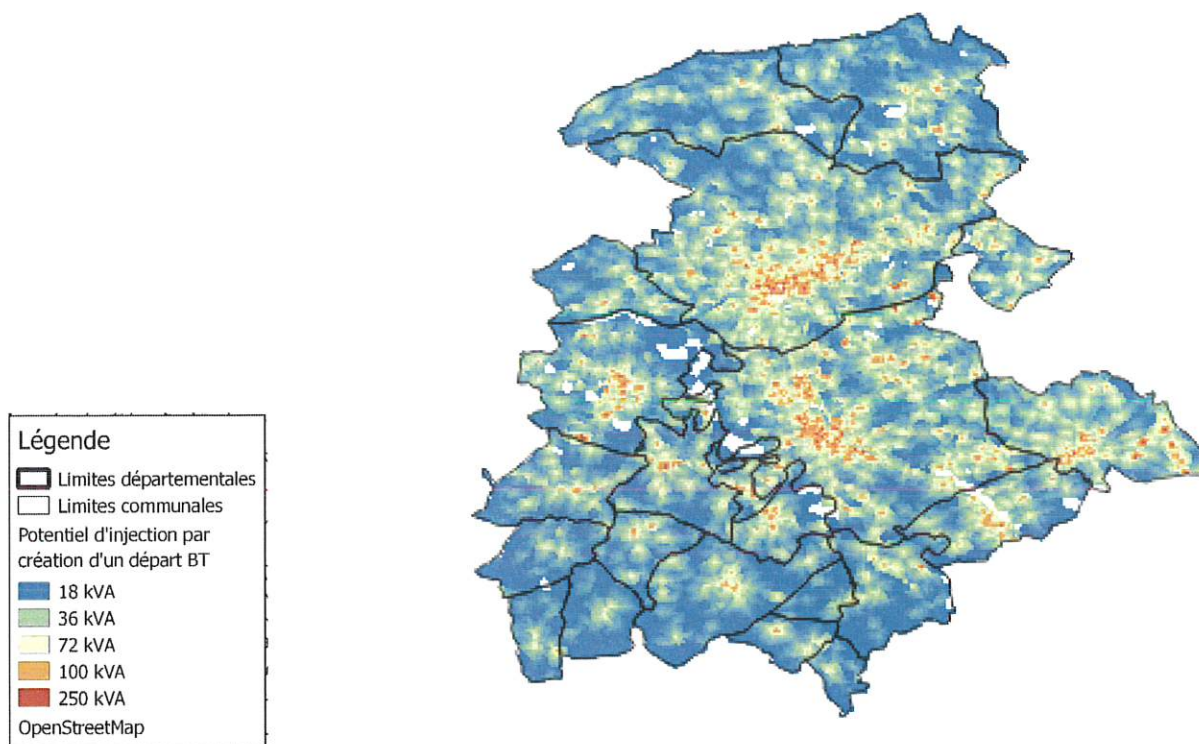 Légende
Limites départementales
Limites communales
Potentiel d'injection par
création d'un départ BT
18 kVA
36 kVA
72 kVA
100 kVA
250 kVA
OpenStreetMap